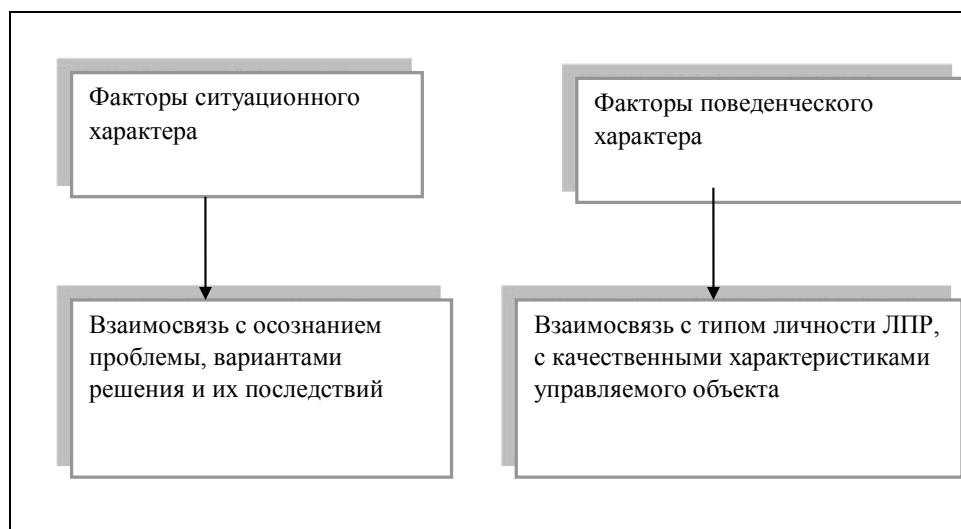 Факторы ситуационного
характера
Факторы поведенческого
характера
Взаимосвязь с осознанием
проблемы, вариантами
решения и их последствий
Взаимосвязь с типом личности ЛПР,
с качественными характеристиками
управляемого объекта